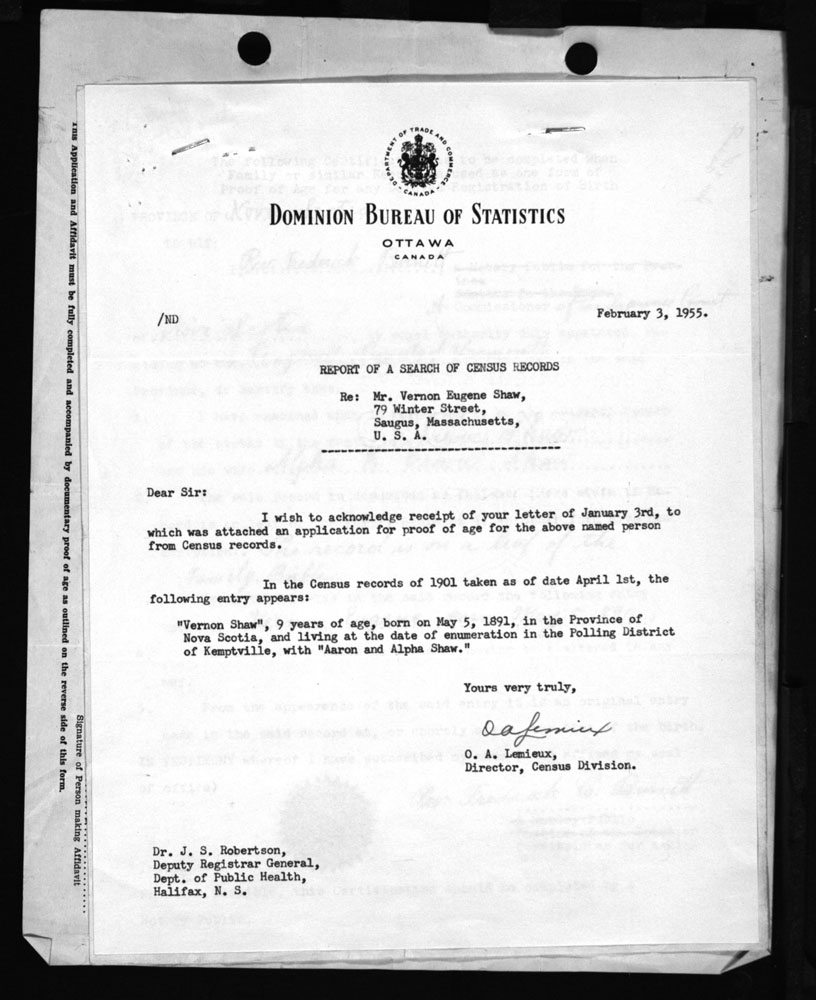 DEPARTMENT OF TRADE AND COMMERCE
CANADA
DOMINION BUREAU OF STATISTICS
OTTAWA
CANADA
/ND
February 3, 1955.
REPORT OF A SEARCH OF CENSUS RECORDS
Re: Mr. Vernon Eugene Shaw,
79 Winter Street,
Saugus, Massachusetts,
U. S. A.
Dear Sir:
I wish to acknowledge receipt of your letter of January 3rd, to
which was attached an application for proof of age for the above named person
from Census records.
In the Census records of 1901 taken as of date April 1st, the
following entry appears:
"Vernon Shaw", 9 years of age, born on May 5, 1891, in the Province of
Nova Scotia, and living at the date of enumeration in the Polling District
of Kemptville, with "Aaron and Alpha Shaw."
Yours very truly,
O A Lemieux
O. A. Lemieux,
Director, Census Division.
Dr. J. S. Robertson,
Deputy Registrar General,
Dept. of Public Health,
Halifax, N. S.
This Application and Affidavit must be fully completed and accompanied by documentary proof of age as outlined on the reverse side of this form.
Signature of Person making Affidavit